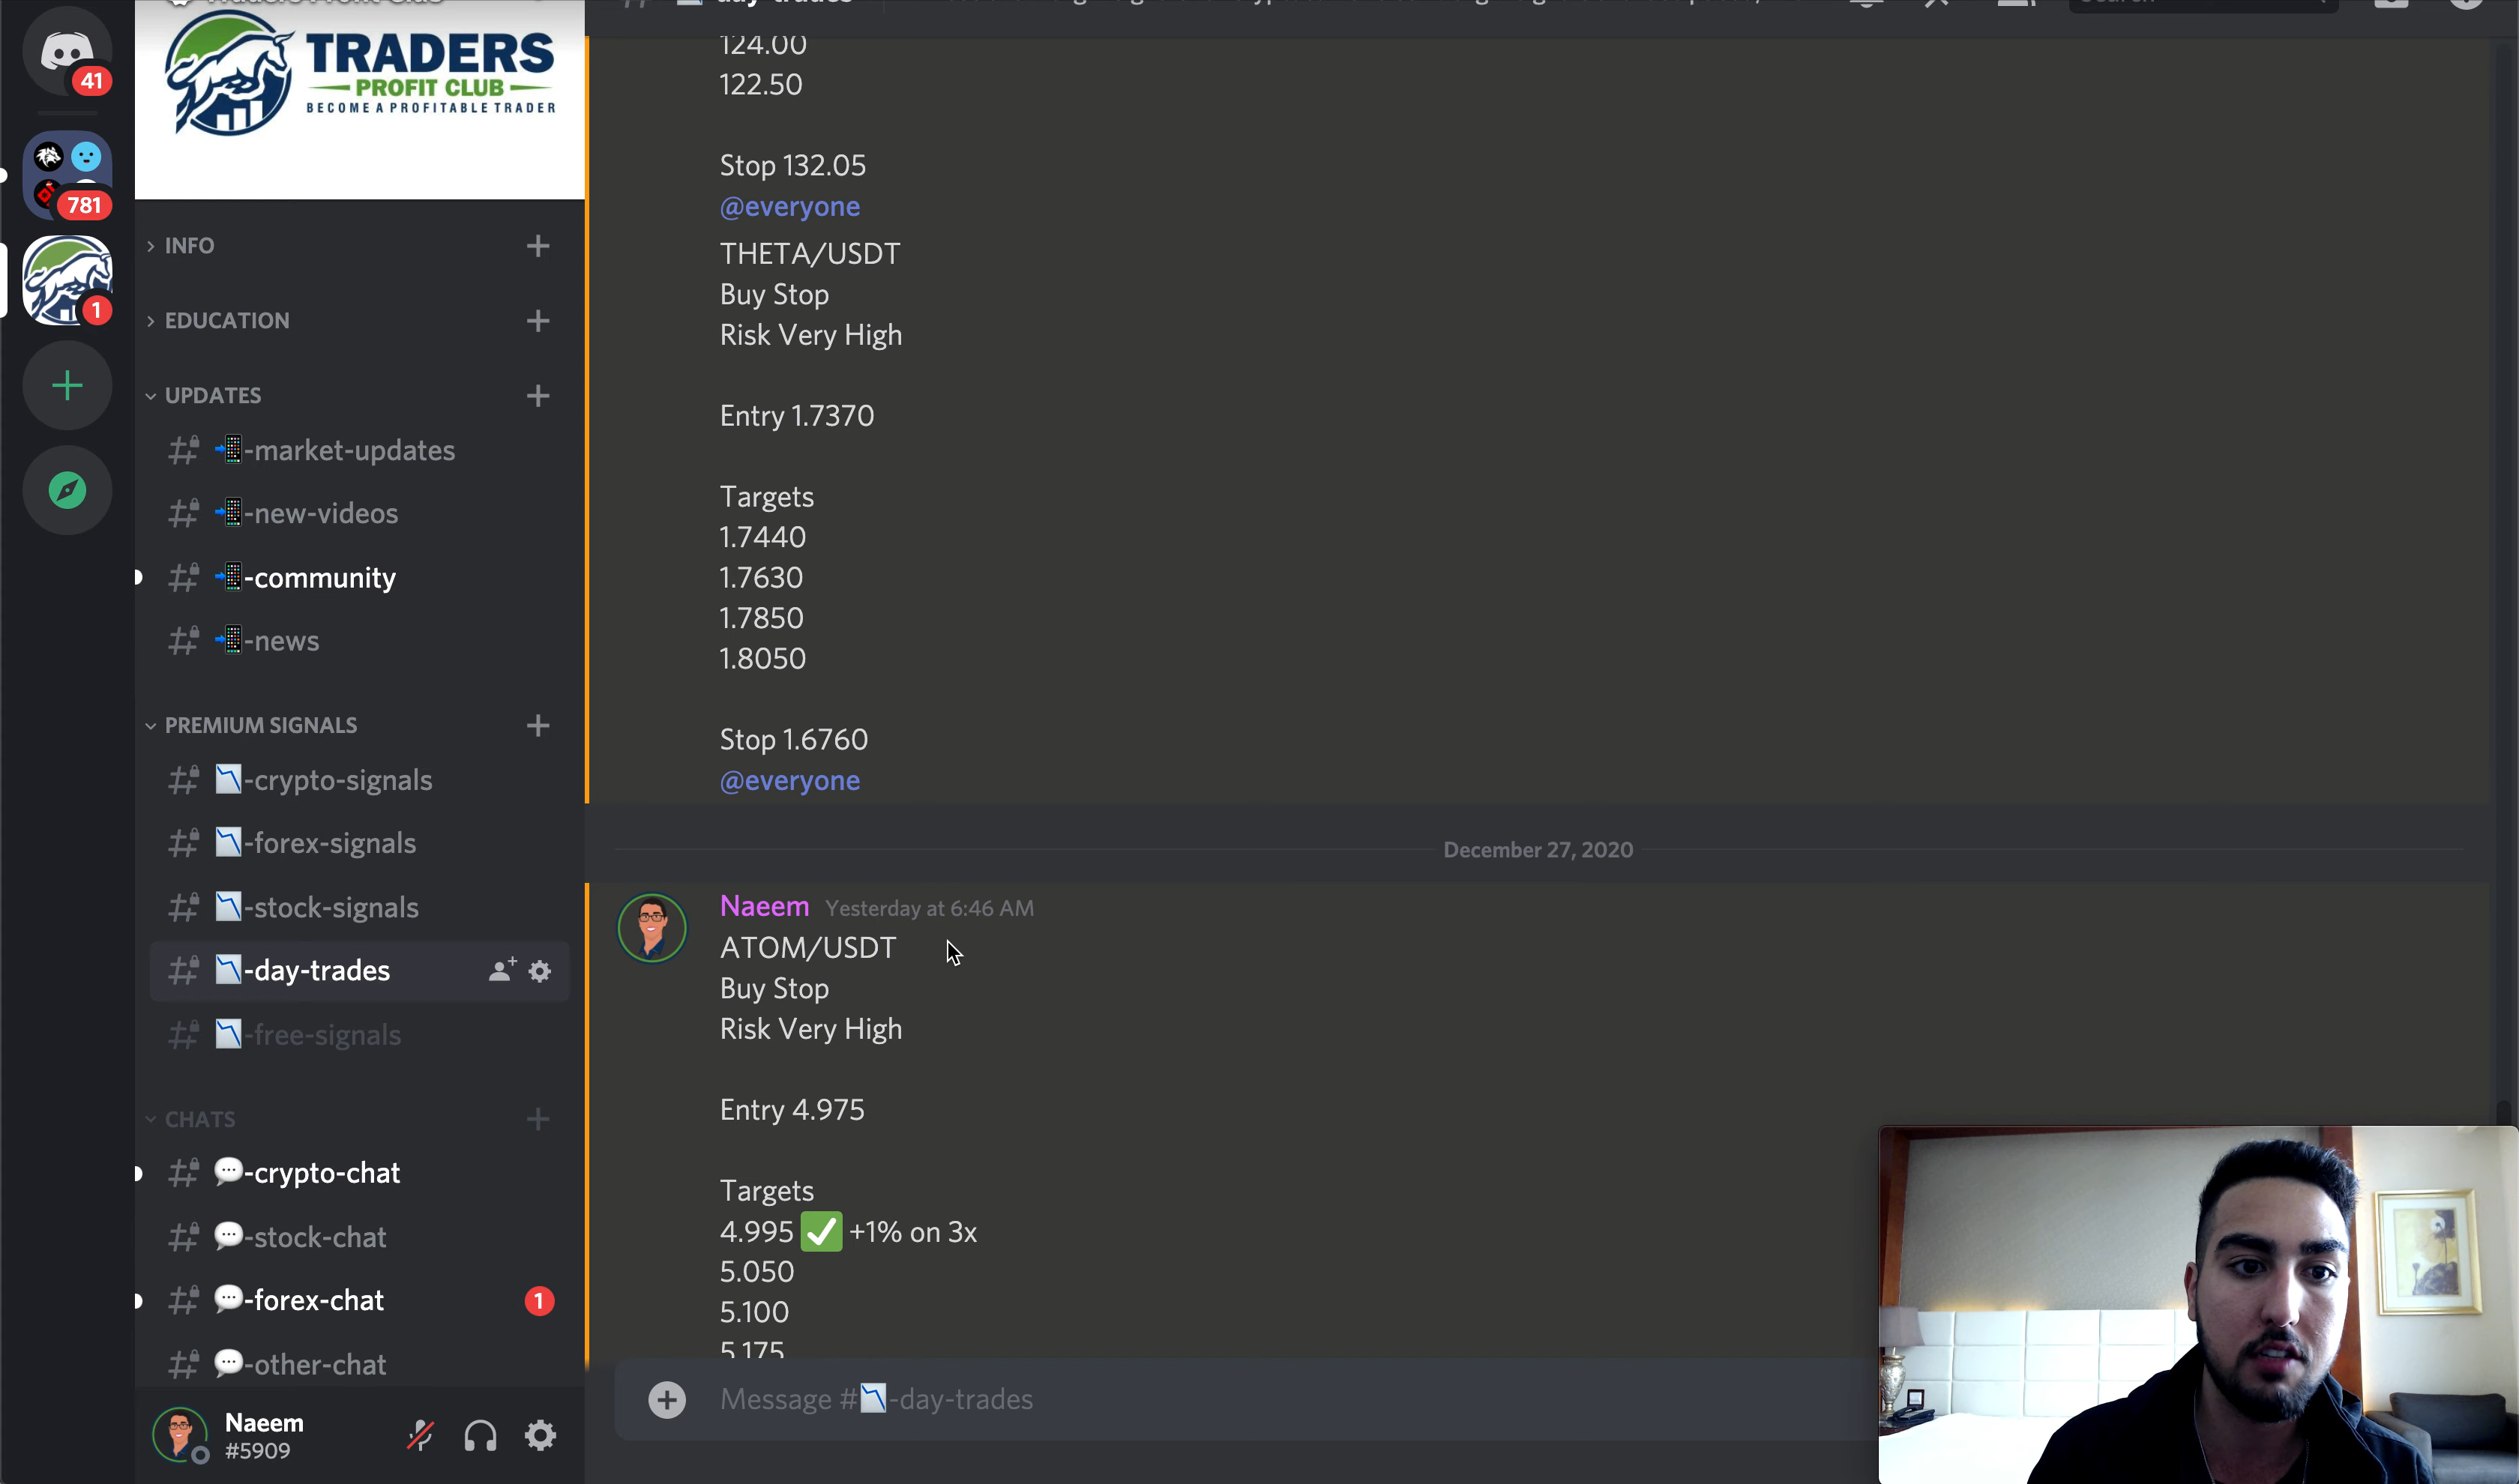 41
781
1
TRADERS
PROFIT CLUB
BECOME A PROFITABLE TRADER
INFO
EDUCATION
UPDATES
-market-updates
-new-videos
-community
-news
PREMIUM SIGNALS
-crypto-signals
-forex-signals
-stock-signals
-day-trades
-free-signals
CHATS
-crypto-chat
-stock-chat
-forex-chat
1
-other-chat
Naeem
#5909
day-trades
124.00
122.50
Stop 132.05
@everyone
THETA/USDT
Buy Stop
Risk Very High
Entry 1.7370
Targets
1.7440
1.7630
1.7850
1.8050
Stop 1.6760
@everyone
December 27, 2020
Naeem Yesterday at 6:46 AM
ATOM/USDT
Buy Stop
Risk Very High
Entry 4.975
Targets
4.995 ✅ +1% on 3x
5.050
5.100
5.175
Message #📉-day-trades